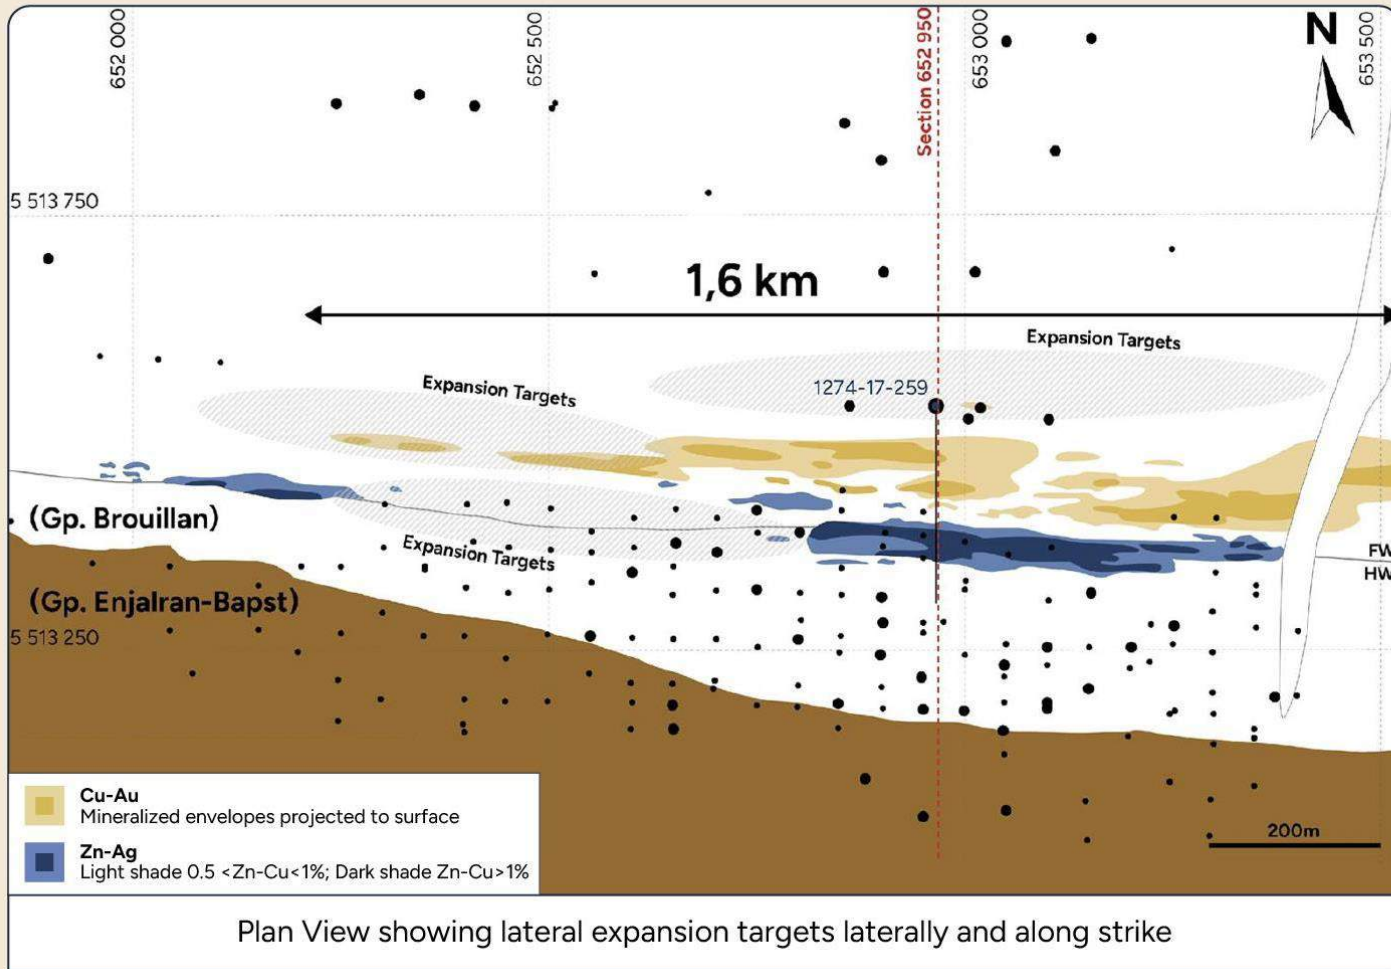 652 000
652 500
Section 652 950
653 000
N
653 500
5 513 750
1,6 km
Expansion Targets
Expansion Targets
1274-17-259
(Gp. Brouillan)
Expansion Targets
FW
HW
(Gp. Enjalran-Bapst)
5 513 250
200m
Cu-Au
Mineralized envelopes projected to surface
Zn-Ag
Light shade 0.5 <Zn-Cu<1%; Dark shade Zn-Cu>1%
Plan View showing lateral expansion targets laterally and along strike